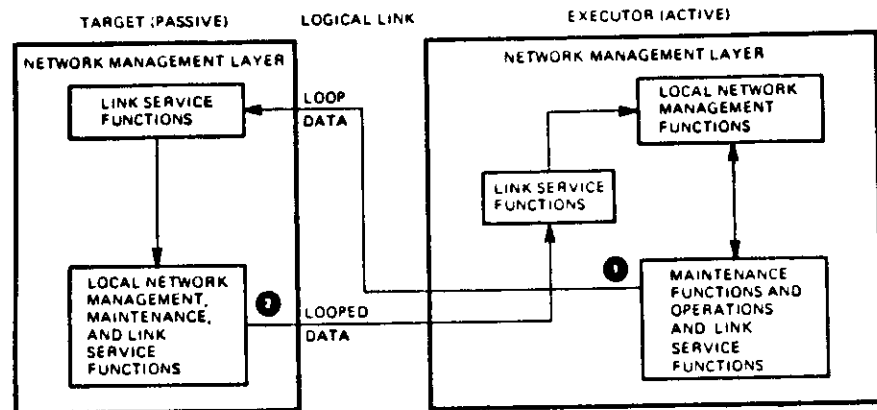 TARGET (PASSIVE)
LOGICAL LINK
EXECUTOR (ACTIVE)
NETWORK MANAGEMENT LAYER
LINK SERVICE
FUNCTIONS
LOOP
DATA
LOCAL NETWORK
MANAGEMENT,
MAINTENANCE,
AND LINK
SERVICE
FUNCTIONS
2
LOOPED
DATA
NETWORK MANAGEMENT LAYER
LOCAL NETWORK
MANAGEMENT
FUNCTIONS
LINK SERVICE
FUNCTIONS
1
MAINTENANCE
FUNCTIONS AND
OPERATIONS
AND LINK
SERVICE
FUNCTIONS